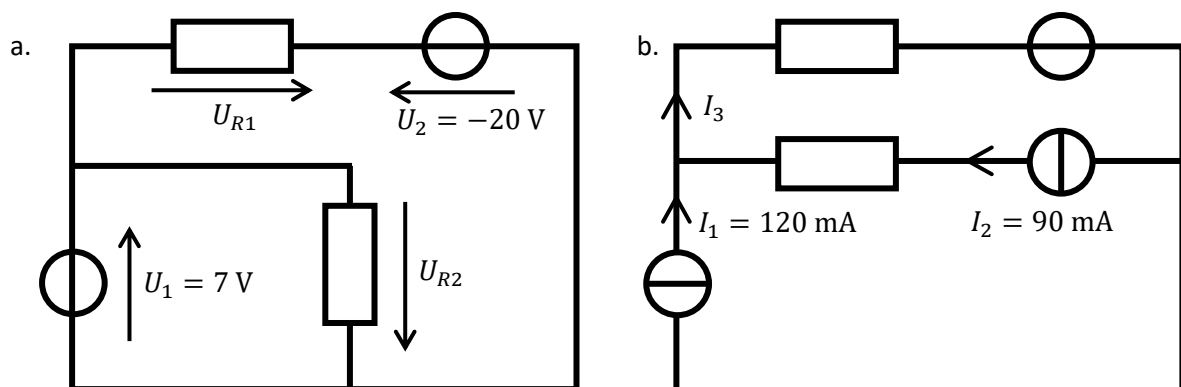 a.
U_{R1}
U_2 = −20 V
U_1 = 7 V
U_{R2}
b.
I_3
I_1 = 120 mA
I_2 = 90 mA